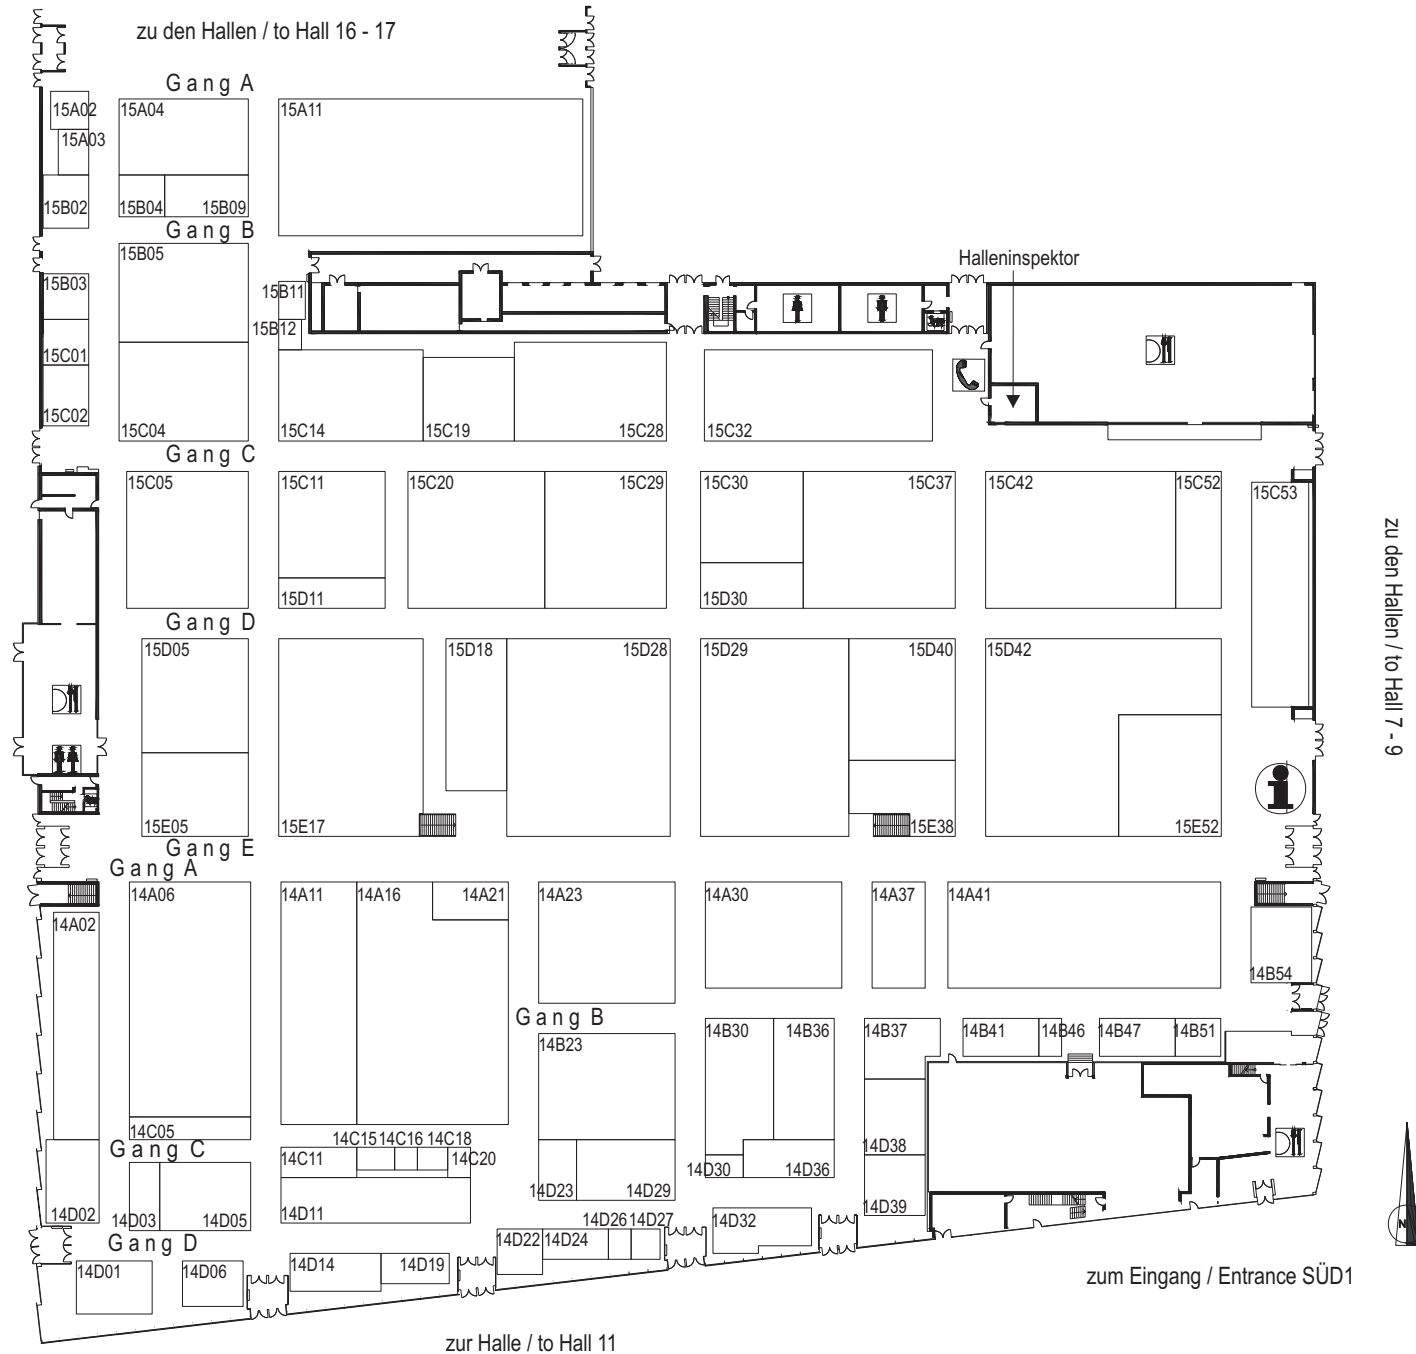 zu den Hallen / to Hall 16 - 17
Gang A
15A02
15A04
15A11
15A03
15B02
15B04
15B09
Gang B
15B05
Halleninspektor
15B03
15B11
15B12
15C01
15C02
15C04
15C14
15C19
15C28
15C32
Gang C
15C05
15C11
15C20
15C29
15C30
15C37
15C42
15C52
15C53
zu den Hallen / to Hall 7 - 9
15D11
15D30
Gang D
15D05
15D18
15D28
15D29
15D40
15D42
15E05
15E17
15E38
15E52
Gang E
Gang A
14A06
14A11
14A16
14A21
14A23
14A30
14A37
14A41
14A02
14B54
Gang B
14B23
14B30
14B36
14B37
14B41
14B46
14B47
14B51
14C05
14C15
14C16
14C18
Gang C
14C11
14C20
14D30
14D36
14D38
14D02
14D03
14D05
14D11
14D23
14D29
14D39
14D26
14D27
14D32
Gang D
14D22
14D24
14D01
14D06
14D14
14D19
N
zum Eingang / Entrance SÜD1
zur Halle / to Hall 11